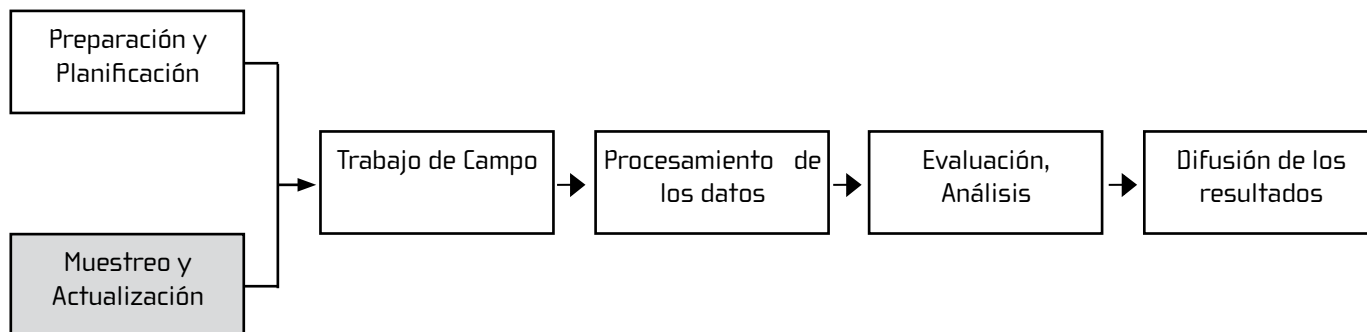 Preparación y
Planificación
Muestreo y
Actualización
Trabajo de Campo
Procesamiento de
los datos
Evaluación,
Análisis
Difusión de los
resultados